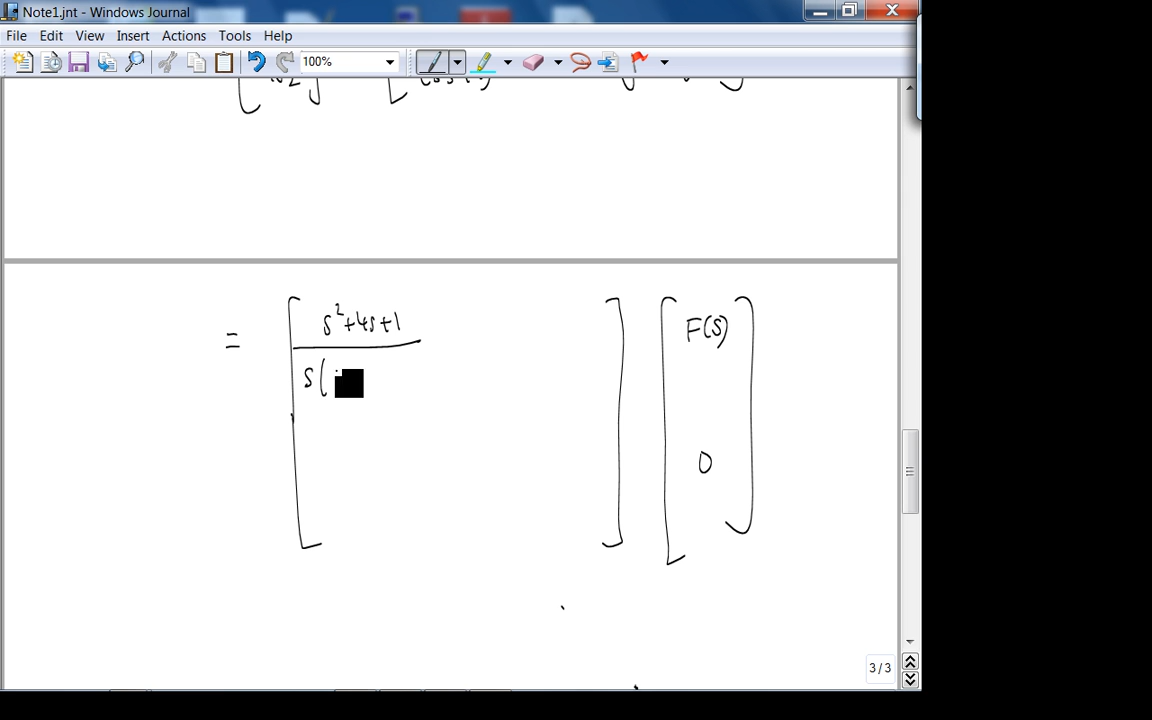 Note1.jnt - Windows Journal
File Edit View Insert Actions Tools Help
100%
= s²+4s+1 F(s)
s(
0
3 / 3